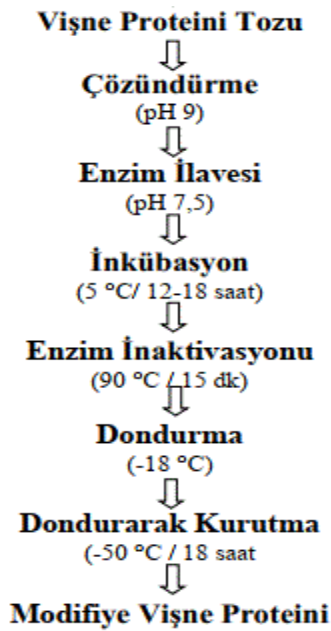 Vişne Proteini Tozu
Çözündürme
(pH 9)
Enzim İlavesi
(pH 7,5)
İnkübasyon
(5 °C/ 12-18 saat)
Enzim İnaktivasyonu
(90 °C / 15 dk)
Dondurma
(-18 °C)
Dondurarak Kurutma
(-50 °C / 18 saat
Modifiye Vişne Proteini